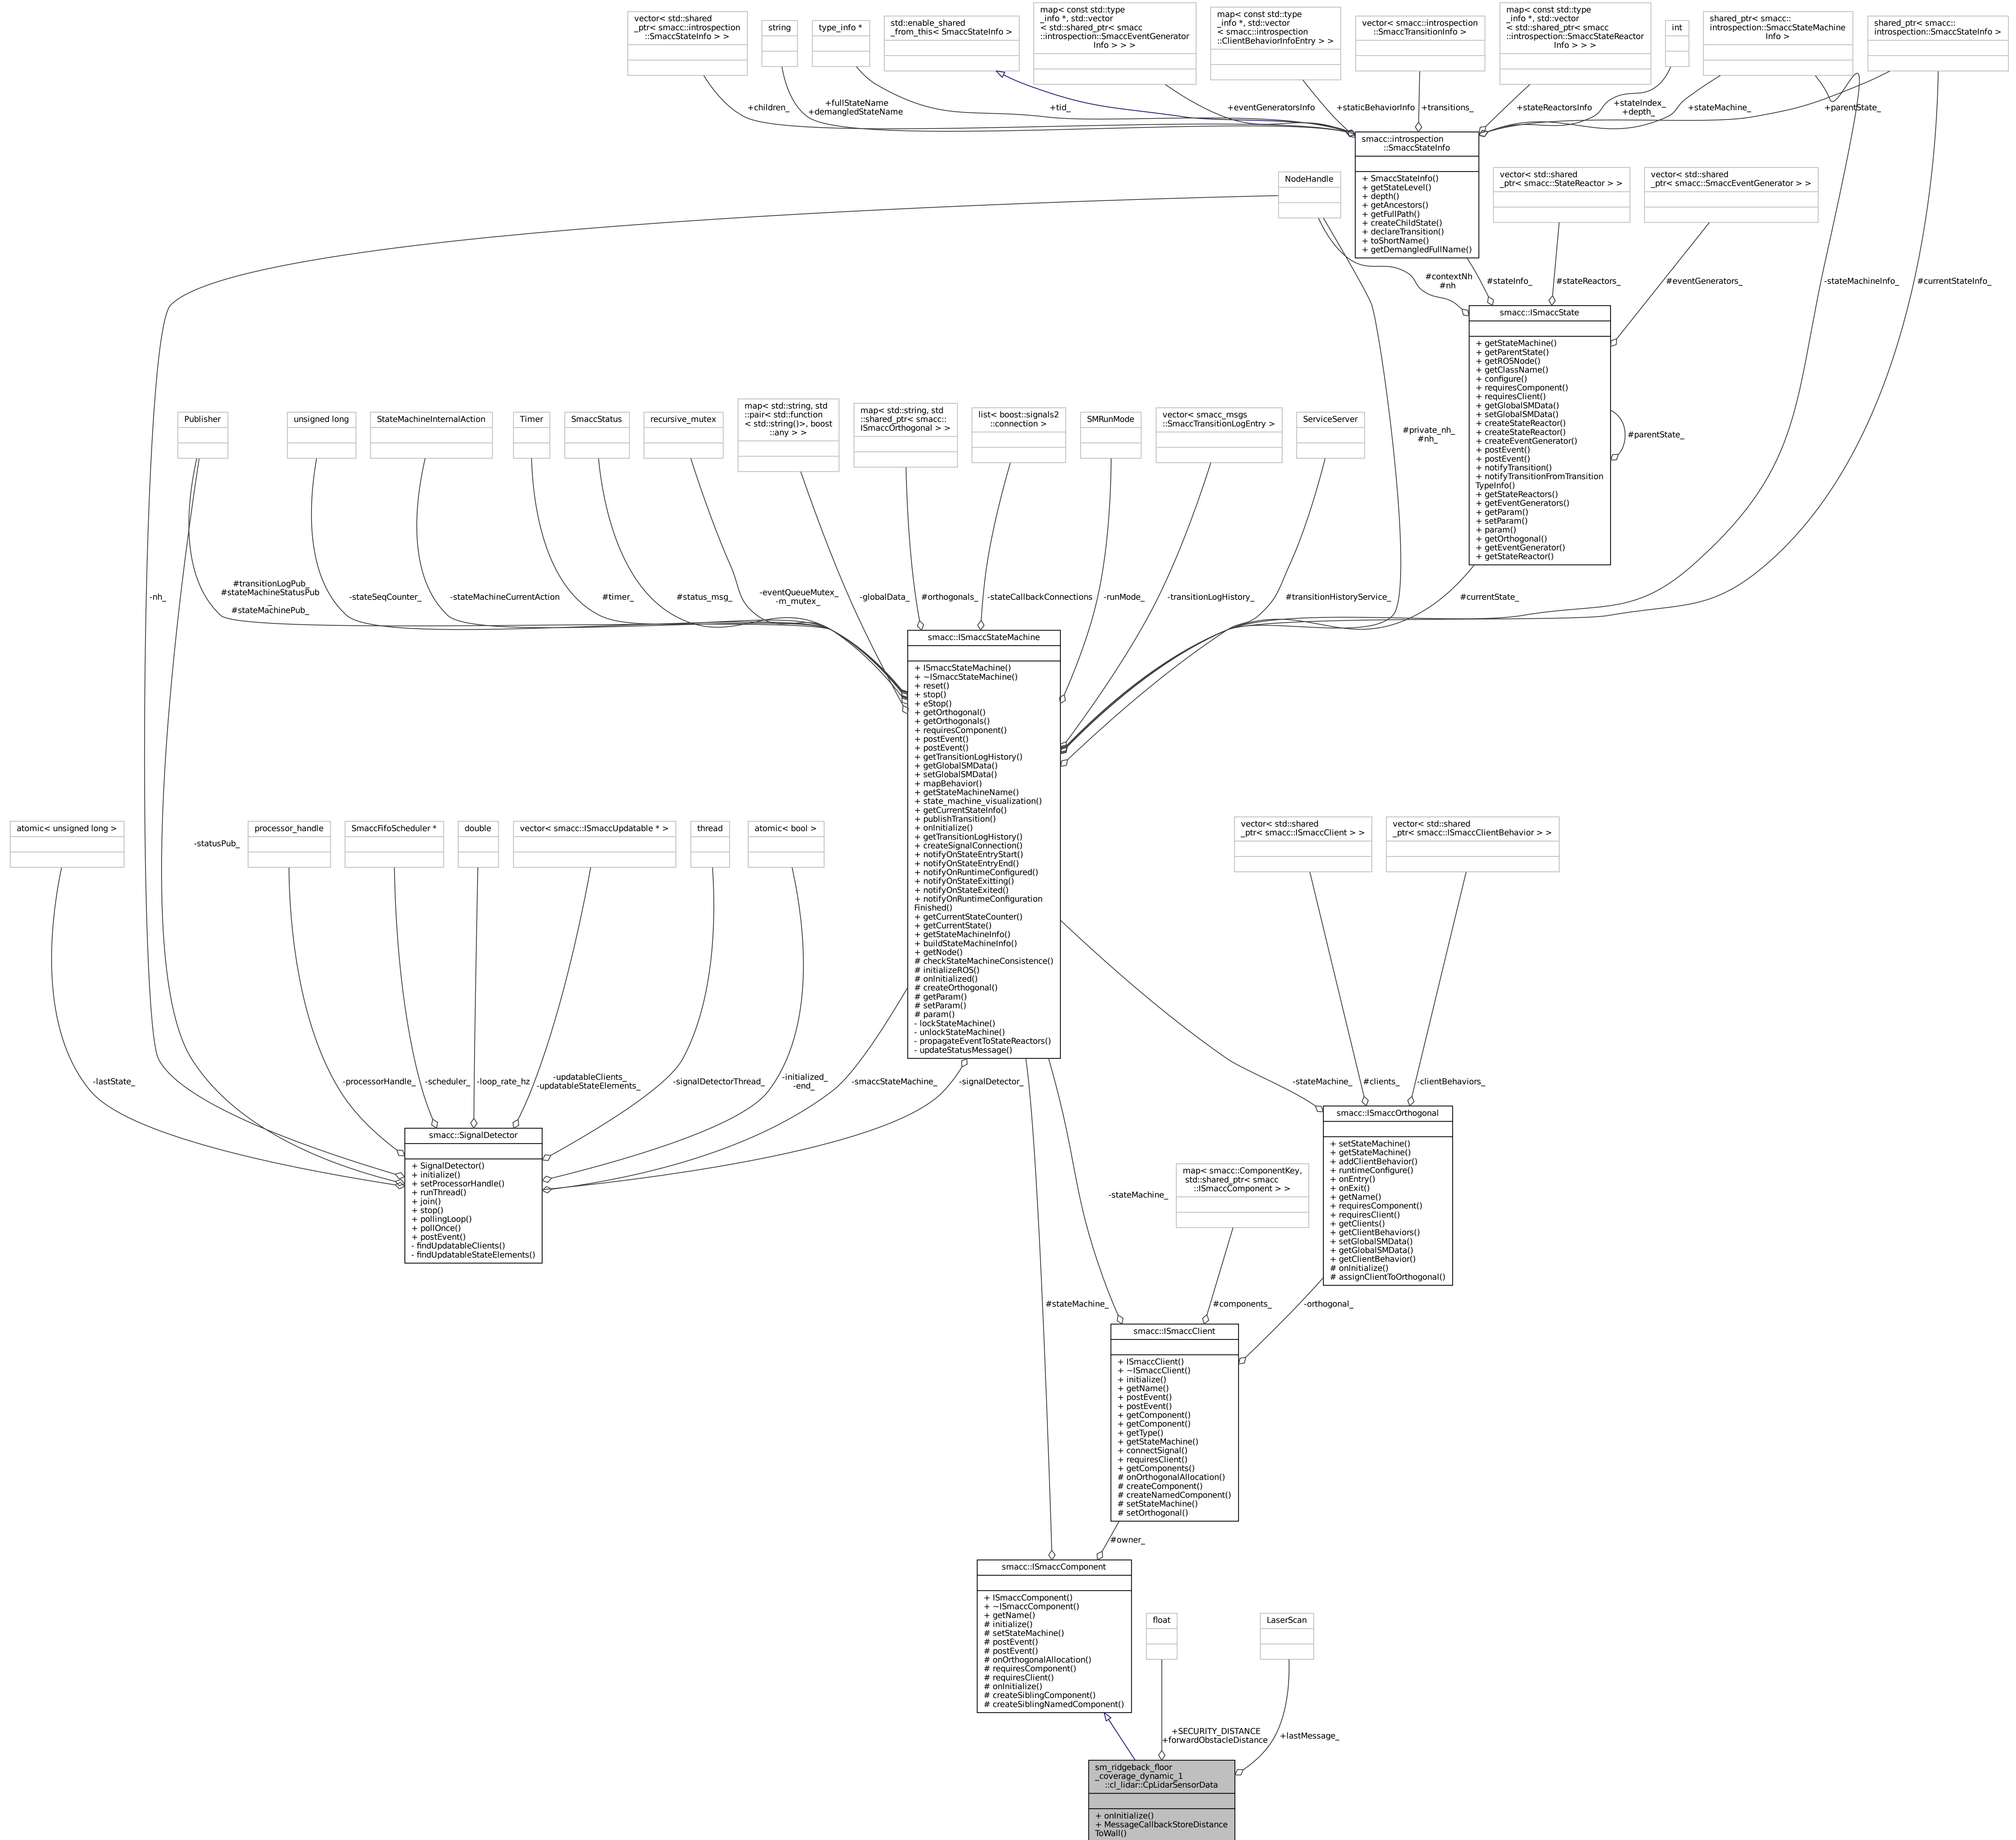 vector< std::shared
_ptr< smacc::introspection
::SmaccStateInfo > >
string
type_info *
std::enable_shared
_from_this< SmaccStateInfo >
map< const std::type
_info *, std::vector
< std::shared_ptr< smacc
::introspection::SmaccEventGenerator
Info > > >
map< const std::type
_info *, std::vector
< smacc::introspection
::ClientBehaviorInfoEntry > >
vector< smacc::introspection
::SmaccTransitionInfo >
map< const std::type
_info *, std::vector
< std::shared_ptr< smacc
::introspection::SmaccStateReactor
Info > > >
int
shared_ptr< smacc::
introspection::SmaccStateMachine
Info >
shared_ptr< smacc::
introspection::SmaccStateInfo >
+children_
+fullStateName
+demangledStateName
+tid_
+eventGeneratorsInfo
+staticBehaviorInfo
+transitions_
+stateReactorsInfo
+stateIndex_
+depth_
+stateMachine_
+parentState_
smacc::introspection
::SmaccStateInfo
+ SmaccStateInfo()
+ getStateLevel()
+ depth()
+ getAncestors()
+ getFullPath()
+ createChildState()
+ declareTransition()
+ toShortName()
+ getDemangledFullName()
NodeHandle
vector< std::shared
_ptr< smacc::StateReactor > >
vector< std::shared
_ptr< smacc::SmaccEventGenerator > >
#contextNh
#nh
#stateInfo_
#stateReactors_
#eventGenerators_
-stateMachineInfo_
#currentStateInfo_
smacc::ISmaccState
+ getStateMachine()
+ getParentState()
+ getROSNode()
+ getClassName()
+ configure()
+ requiresComponent()
+ requiresClient()
+ getGlobalSMData()
+ setGlobalSMData()
+ createStateReactor()
+ createStateReactor()
+ createEventGenerator()
+ postEvent()
+ postEvent()
+ notifyTransition()
+ notifyTransitionFromTransition
TypeInfo()
+ getStateReactors()
+ getEventGenerators()
+ getParam()
+ setParam()
+ param()
+ getOrthogonal()
+ getEventGenerator()
+ getStateReactor()
#parentState_
Publisher
unsigned long
StateMachineInternalAction
Timer
SmaccStatus
recursive_mutex
map< std::string, std
::pair< std::function
< std::string()>, boost
::any > >
map< std::string, std
::shared_ptr< smacc::
ISmaccOrthogonal > >
list< boost::signals2
::connection >
SMRunMode
vector< smacc_msgs
::SmaccTransitionLogEntry >
ServiceServer
#private_nh_
#nh_
-nh_
#transitionLogPub_
#stateMachineStatusPub
_
#stateMachinePub_
-stateSeqCounter_
-stateMachineCurrentAction
#timer_
#status_msg_
-eventQueueMutex_
-m_mutex_
-globalData_
#orthogonals_
-stateCallbackConnections
-runMode_
-transitionLogHistory_
#transitionHistoryService_
#currentState_
smacc::ISmaccStateMachine
+ ISmaccStateMachine()
+ ~ISmaccStateMachine()
+ reset()
+ stop()
+ eStop()
+ getOrthogonal()
+ getOrthogonals()
+ requiresComponent()
+ postEvent()
+ postEvent()
+ getTransitionLogHistory()
+ getGlobalSMData()
+ setGlobalSMData()
+ mapBehavior()
+ getStateMachineName()
+ state_machine_visualization()
+ getCurrentStateInfo()
+ publishTransition()
+ onInitialize()
+ getTransitionLogHistory()
+ createSignalConnection()
+ notifyOnStateEntryStart()
+ notifyOnStateEntryEnd()
+ notifyOnRuntimeConfigured()
+ notifyOnStateExitting()
+ notifyOnStateExited()
+ notifyOnRuntimeConfiguration
Finished()
+ getCurrentStateCounter()
+ getCurrentState()
+ getStateMachineInfo()
+ buildStateMachineInfo()
+ getNode()
# checkStateMachineConsistence()
# initializeROS()
# onInitialized()
# createOrthogonal()
# getParam()
# setParam()
# param()
- lockStateMachine()
- unlockStateMachine()
- propagateEventToStateReactors()
- updateStatusMessage()
atomic< unsigned long >
-statusPub_
processor_handle
SmaccFifoScheduler *
double
vector< smacc::ISmaccUpdatable * >
thread
atomic< bool >
vector< std::shared
_ptr< smacc::ISmaccClient > >
vector< std::shared
_ptr< smacc::ISmaccClientBehavior > >
-lastState_
-processorHandle_
-scheduler_
-loop_rate_hz
-updatableClients_
-updatableStateElements_
-signalDetectorThread_
-initialized_
-end_
-smaccStateMachine_
-signalDetector_
-stateMachine_
#clients_
-clientBehaviors_
smacc::SignalDetector
+ SignalDetector()
+ initialize()
+ setProcessorHandle()
+ runThread()
+ join()
+ stop()
+ pollingLoop()
+ pollOnce()
+ postEvent()
- findUpdatableClients()
- findUpdatableStateElements()
smacc::ISmaccOrthogonal
+ setStateMachine()
+ getStateMachine()
+ addClientBehavior()
+ runtimeConfigure()
+ onEntry()
+ onExit()
+ getName()
+ requiresComponent()
+ requiresClient()
+ getClients()
+ getClientBehaviors()
+ setGlobalSMData()
+ getGlobalSMData()
+ getClientBehavior()
# onInitialize()
# assignClientToOrthogonal()
-stateMachine_
map< smacc::ComponentKey,
std::shared_ptr< smacc
::ISmaccComponent > >
#stateMachine_
#components_
-orthogonal_
smacc::ISmaccClient
+ ISmaccClient()
+ ~ISmaccClient()
+ initialize()
+ getName()
+ postEvent()
+ postEvent()
+ getComponent()
+ getComponent()
+ getType()
+ getStateMachine()
+ connectSignal()
+ requiresClient()
+ getComponents()
# onOrthogonalAllocation()
# createComponent()
# createNamedComponent()
# setStateMachine()
# setOrthogonal()
#owner_
smacc::ISmaccComponent
+ ISmaccComponent()
+ ~ISmaccComponent()
+ getName()
# initialize()
# setStateMachine()
# postEvent()
# postEvent()
# onOrthogonalAllocation()
# requiresComponent()
# requiresClient()
# onInitialize()
# createSiblingComponent()
# createSiblingNamedComponent()
float
LaserScan
+SECURITY_DISTANCE
+forwardObstacleDistance
+lastMessage_
sm_ridgeback_floor
_coverage_dynamic_1
::cl_lidar::CpLidarSensorData
+ onInitialize()
+ MessageCallbackStoreDistance
ToWall()